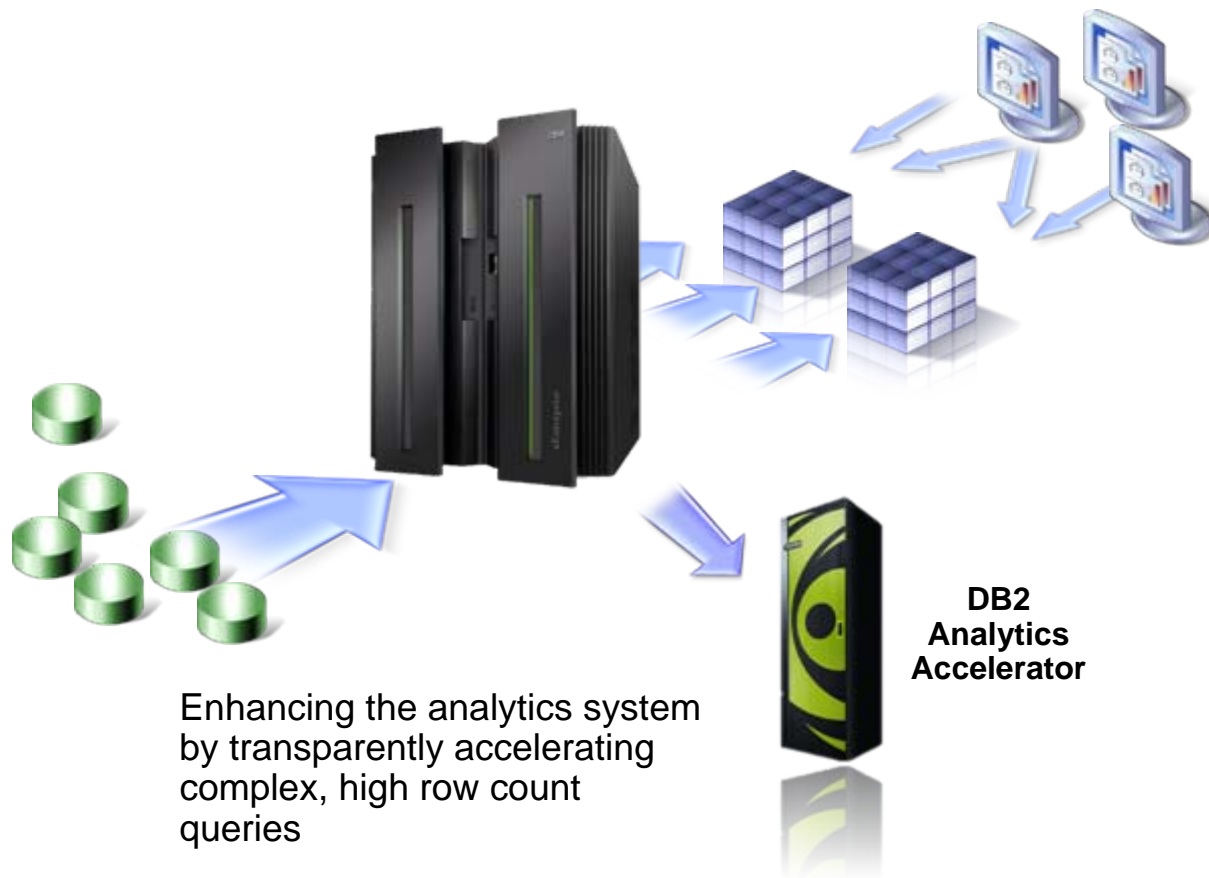 DB2
Analytics
Accelerator
Enhancing the analytics system
by transparently accelerating
complex, high row count
queries